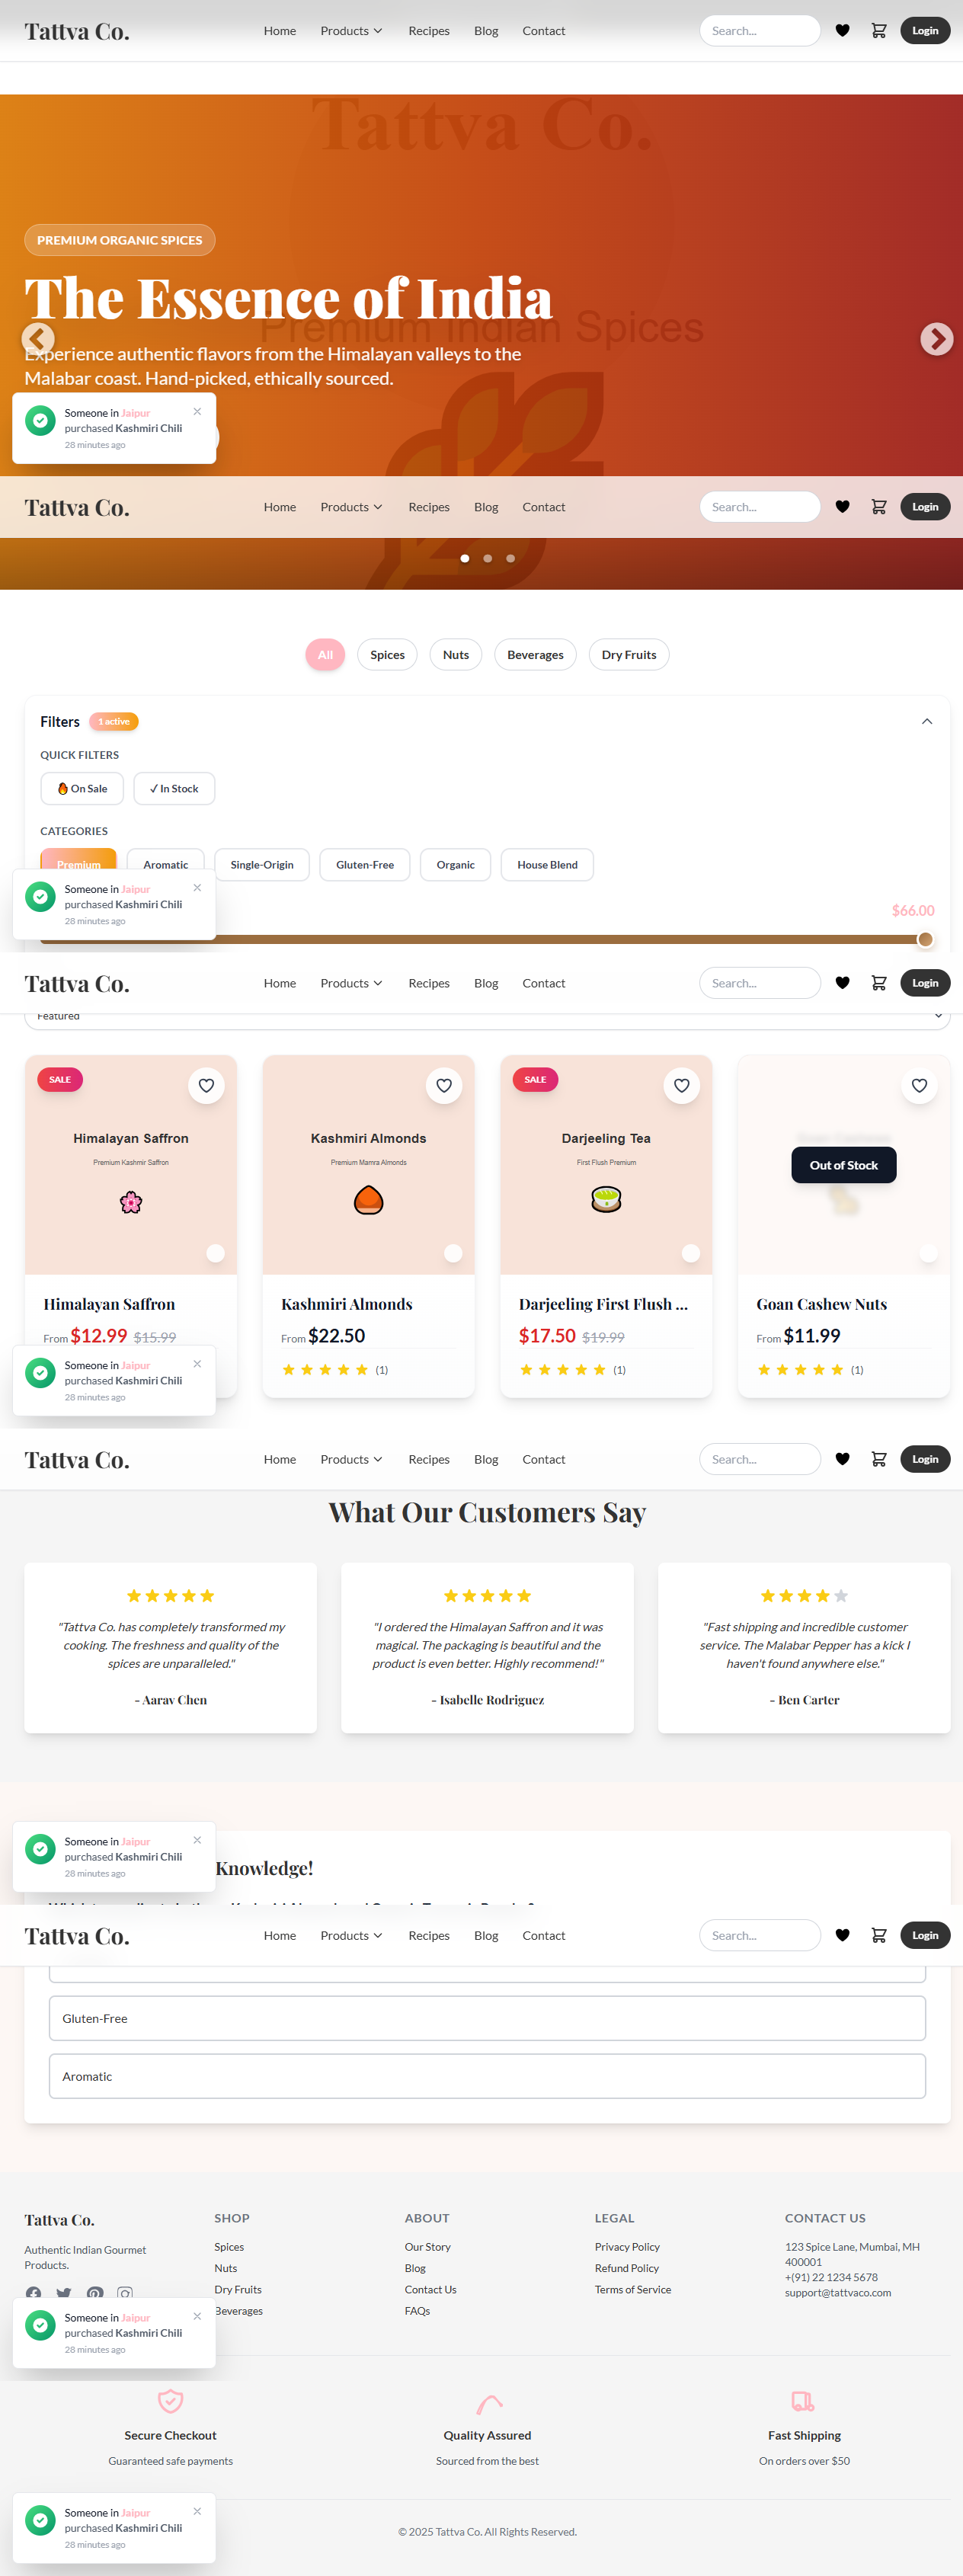 Tattva Co.
Home Products Recipes Blog Contact
Search...
Login
Tattva Co.
PREMIUM ORGANIC SPICES
The Essence of India
Premium Indian Spices
Experience authentic flavors from the Himalayan valleys to the
Malabar coast. Hand-picked, ethically sourced.
Someone in Jaipur
purchased Kashmiri Chili
28 minutes ago
Tattva Co.
Home Products Recipes Blog Contact
Search...
Login
All Spices Nuts Beverages Dry Fruits
Filters 1 active
QUICK FILTERS
On Sale ✓ In Stock
CATEGORIES
Premium Aromatic Single-Origin Gluten-Free Organic House Blend
Someone in Jaipur
purchased Kashmiri Chili
28 minutes ago
$66.00
Tattva Co.
Home Products Recipes Blog Contact
Search...
Login
Featured
SALE
Himalayan Saffron
Premium Kashmir Saffron
Himalayan Saffron
From $12.99 $15.99
Kashmiri Almonds
Premium Mamra Almonds
Kashmiri Almonds
From $22.50
(1)
SALE
Darjeeling Tea
First Flush Premium
Darjeeling First Flush ...
$17.50 $19.99
(1)
Out of Stock
Goan Cashew Nuts
From $11.99
(1)
Someone in Jaipur
purchased Kashmiri Chili
28 minutes ago
Tattva Co.
Home Products Recipes Blog Contact
Search...
Login
What Our Customers Say
"Tattva Co. has completely transformed my
cooking. The freshness and quality of the
spices are unparalleled."
- Aarav Chen
"I ordered the Himalayan Saffron and it was
magical. The packaging is beautiful and the
product is even better. Highly recommend!"
- Isabelle Rodriguez
"Fast shipping and incredible customer
service. The Malabar Pepper has a kick I
haven't found anywhere else."
- Ben Carter
Someone in Jaipur
purchased Kashmiri Chili
28 minutes ago
Knowledge!
Tattva Co.
Home Products Recipes Blog Contact
Search...
Login
Gluten-Free
Aromatic
Tattva Co.
Authentic Indian Gourmet
Products.
SHOP
Spices
Nuts
Dry Fruits
Beverages
ABOUT
Our Story
Blog
Contact Us
FAQs
LEGAL
Privacy Policy
Refund Policy
Terms of Service
CONTACT US
123 Spice Lane, Mumbai, MH
400001
+(91) 22 1234 5678
support@tattvaco.com
Someone in Jaipur
purchased Kashmiri Chili
28 minutes ago
Secure Checkout
Guaranteed safe payments
Quality Assured
Sourced from the best
Fast Shipping
On orders over $50
Someone in Jaipur
purchased Kashmiri Chili
28 minutes ago
© 2025 Tattva Co. All Rights Reserved.